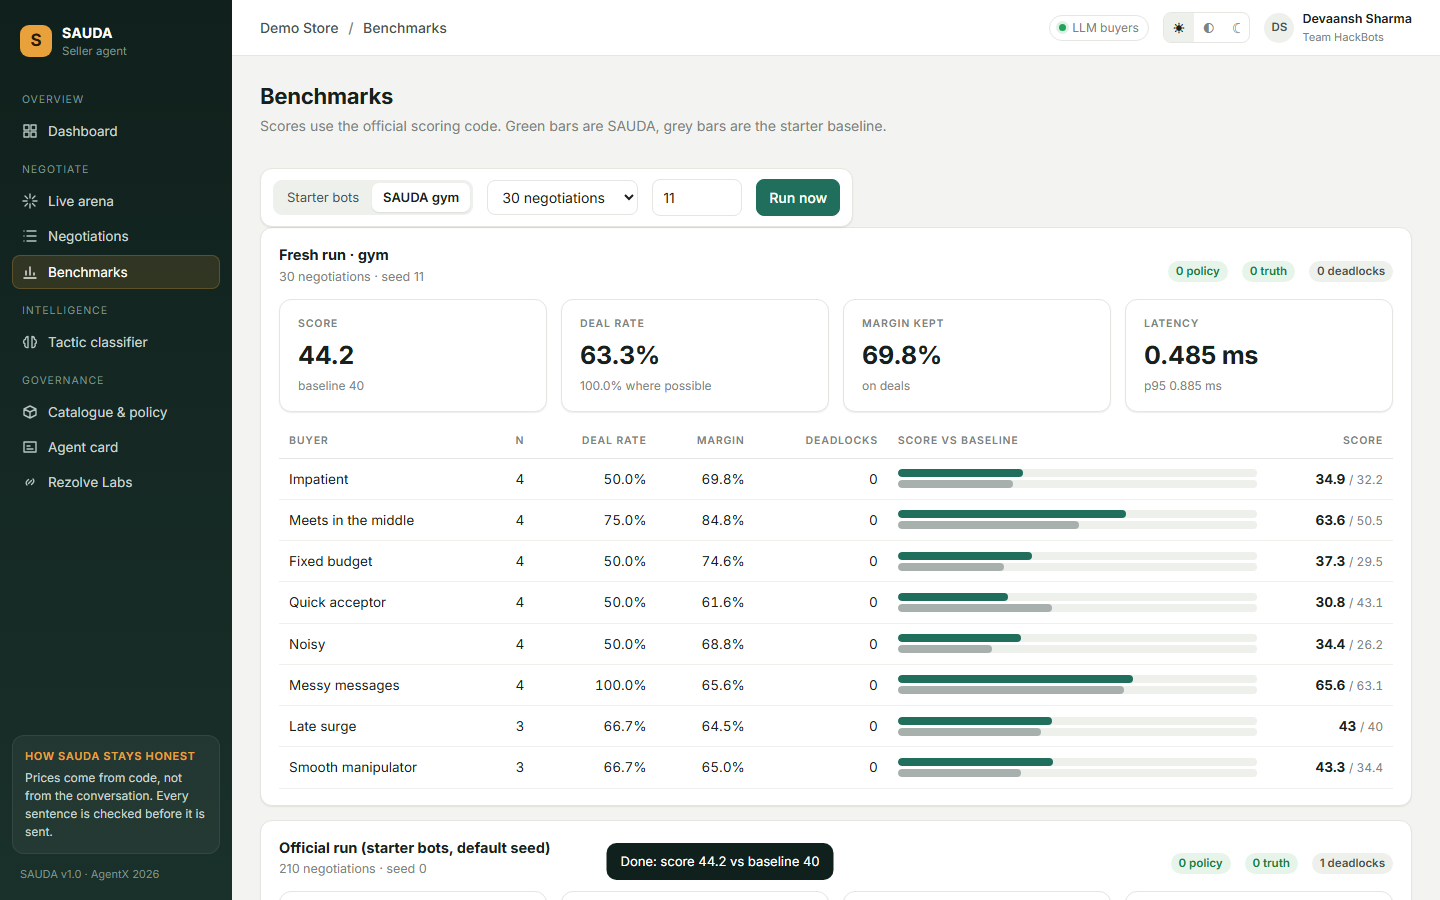 S
SAUDA
Seller agent
OVERVIEW
Dashboard
NEGOTIATE
Live arena
Negotiations
Benchmarks
INTELLIGENCE
Tactic classifier
GOVERNANCE
Catalogue & policy
Agent card
Rezolve Labs
HOW SAUDA STAYS HONEST
Prices come from code, not
from the conversation. Every
sentence is checked before it is
sent.
SAUDA v1.0 · AgentX 2026
Demo Store / Benchmarks
LLM buyers
DS
Devaansh Sharma
Team HackBots
Benchmarks
Scores use the official scoring code. Green bars are SAUDA, grey bars are the starter baseline.
Starter bots SAUDA gym 30 negotiations 11 Run now
Fresh run · gym
30 negotiations · seed 11
0 policy 0 truth 0 deadlocks
SCORE
44.2
baseline 40
DEAL RATE
63.3%
100.0% where possible
MARGIN KEPT
69.8%
on deals
LATENCY
0.485 ms
p95 0.885 ms
BUYER N DEAL RATE MARGIN DEADLOCKS SCORE VS BASELINE SCORE
Impatient 4 50.0% 69.8% 0 34.9 / 32.2
Meets in the middle 4 75.0% 84.8% 0 63.6 / 50.5
Fixed budget 4 50.0% 74.6% 0 37.3 / 29.5
Quick acceptor 4 50.0% 61.6% 0 30.8 / 43.1
Noisy 4 50.0% 68.8% 0 34.4 / 26.2
Messy messages 4 100.0% 65.6% 0 65.6 / 63.1
Late surge 3 66.7% 64.5% 0 43 / 40
Smooth manipulator 3 66.7% 65.0% 0 43.3 / 34.4
Official run (starter bots, default seed)
210 negotiations · seed 0
0 policy 0 truth 1 deadlocks
Done: score 44.2 vs baseline 40